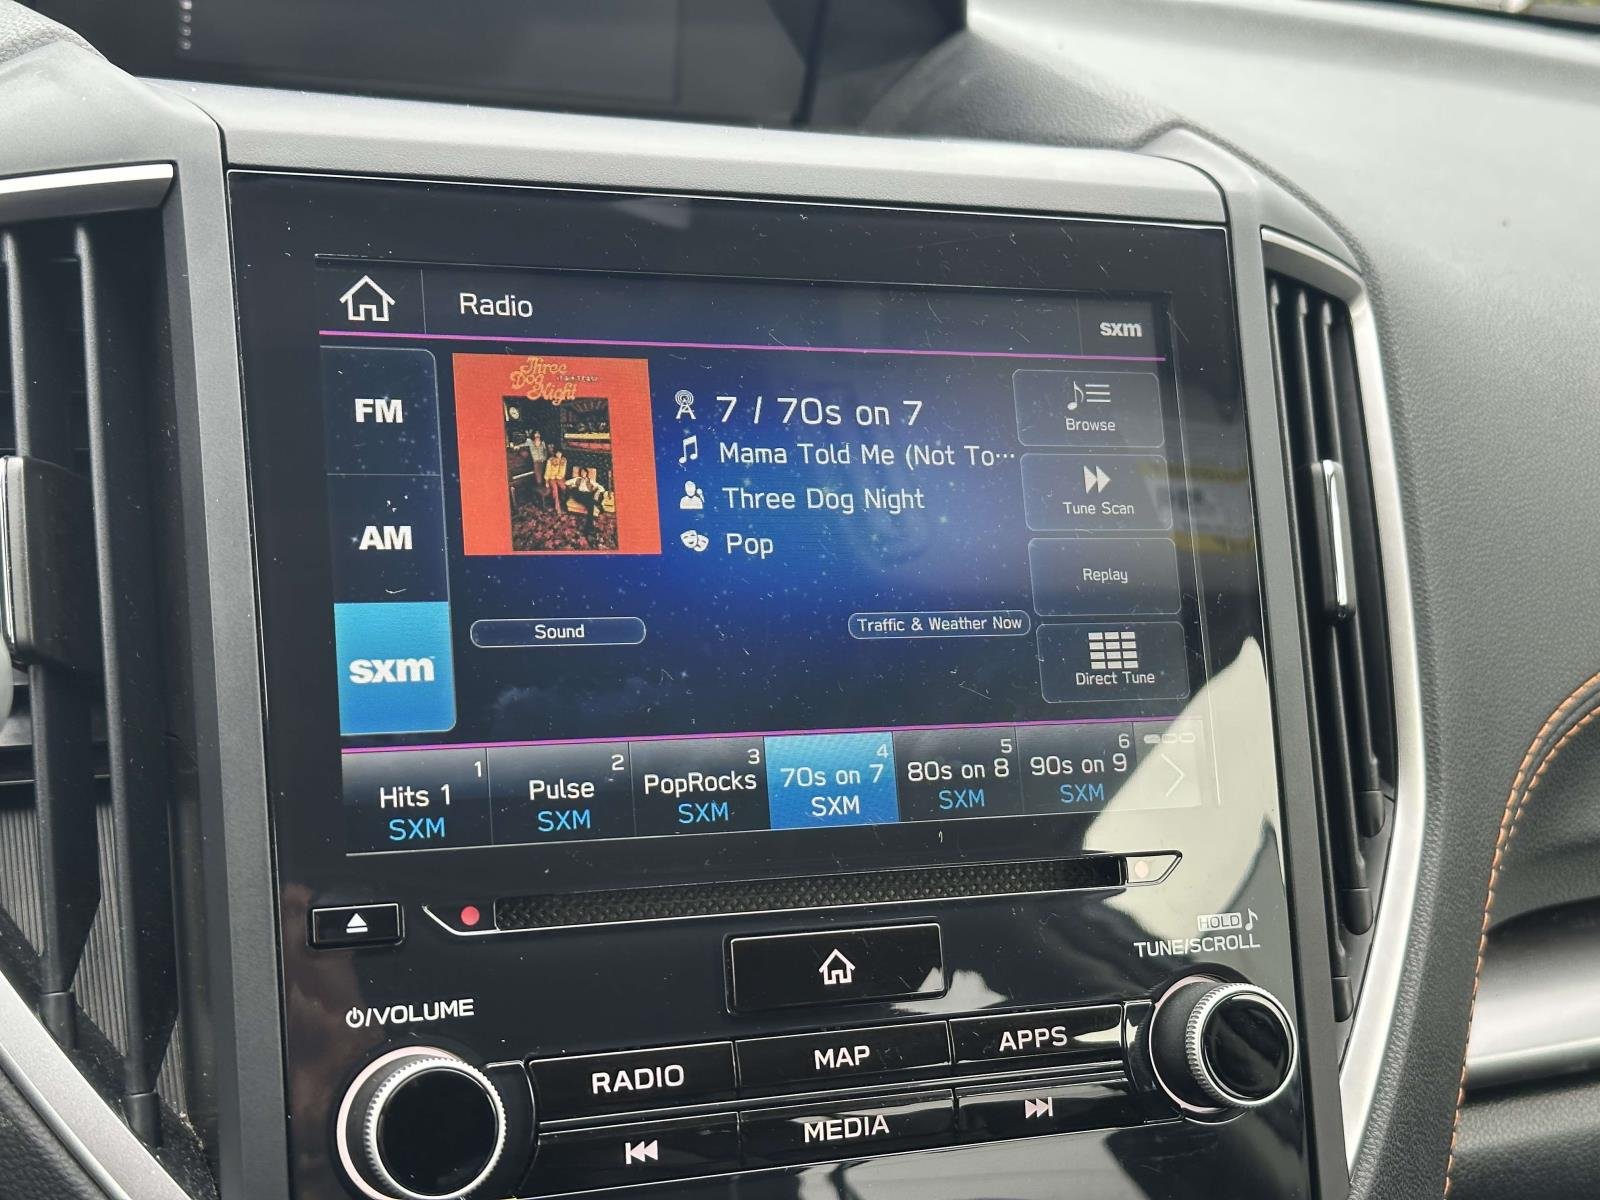 Radio
sxm
FM
AM
sxm
Three
Dog
Night
7 / 70s on 7
Mama Told Me (Not To…
Three Dog Night
Pop
Browse
Tune Scan
Replay
Direct Tune
Sound
Traffic & Weather Now
1
Hits 1
SXM
2
Pulse
SXM
3
PopRocks
SXM
4
70s on 7
SXM
5
80s on 8
SXM
6
90s on 9
SXM
HOLD
TUNE/SCROLL
/VOLUME
RADIO
MAP
APPS
MEDIA